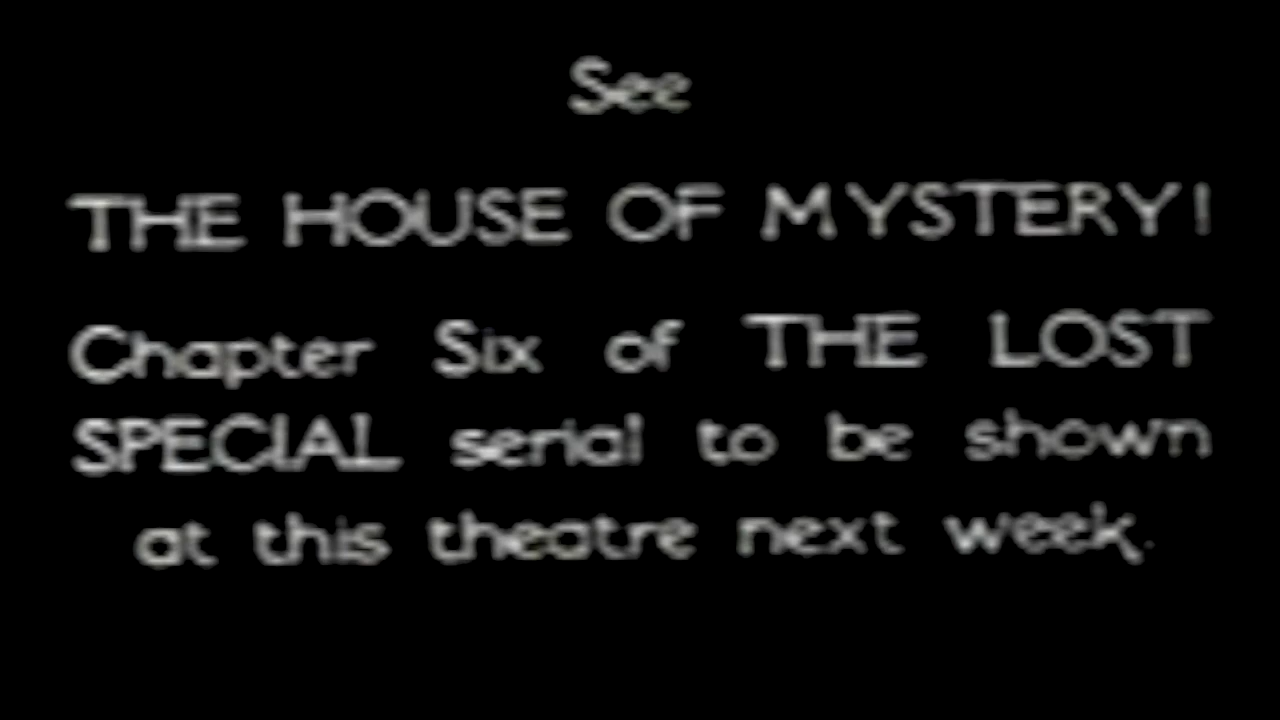 See
THE HOUSE OF MYSTERY!
Chapter Six of THE LOST
SPECIAL serial to be shown
at this theatre next week.